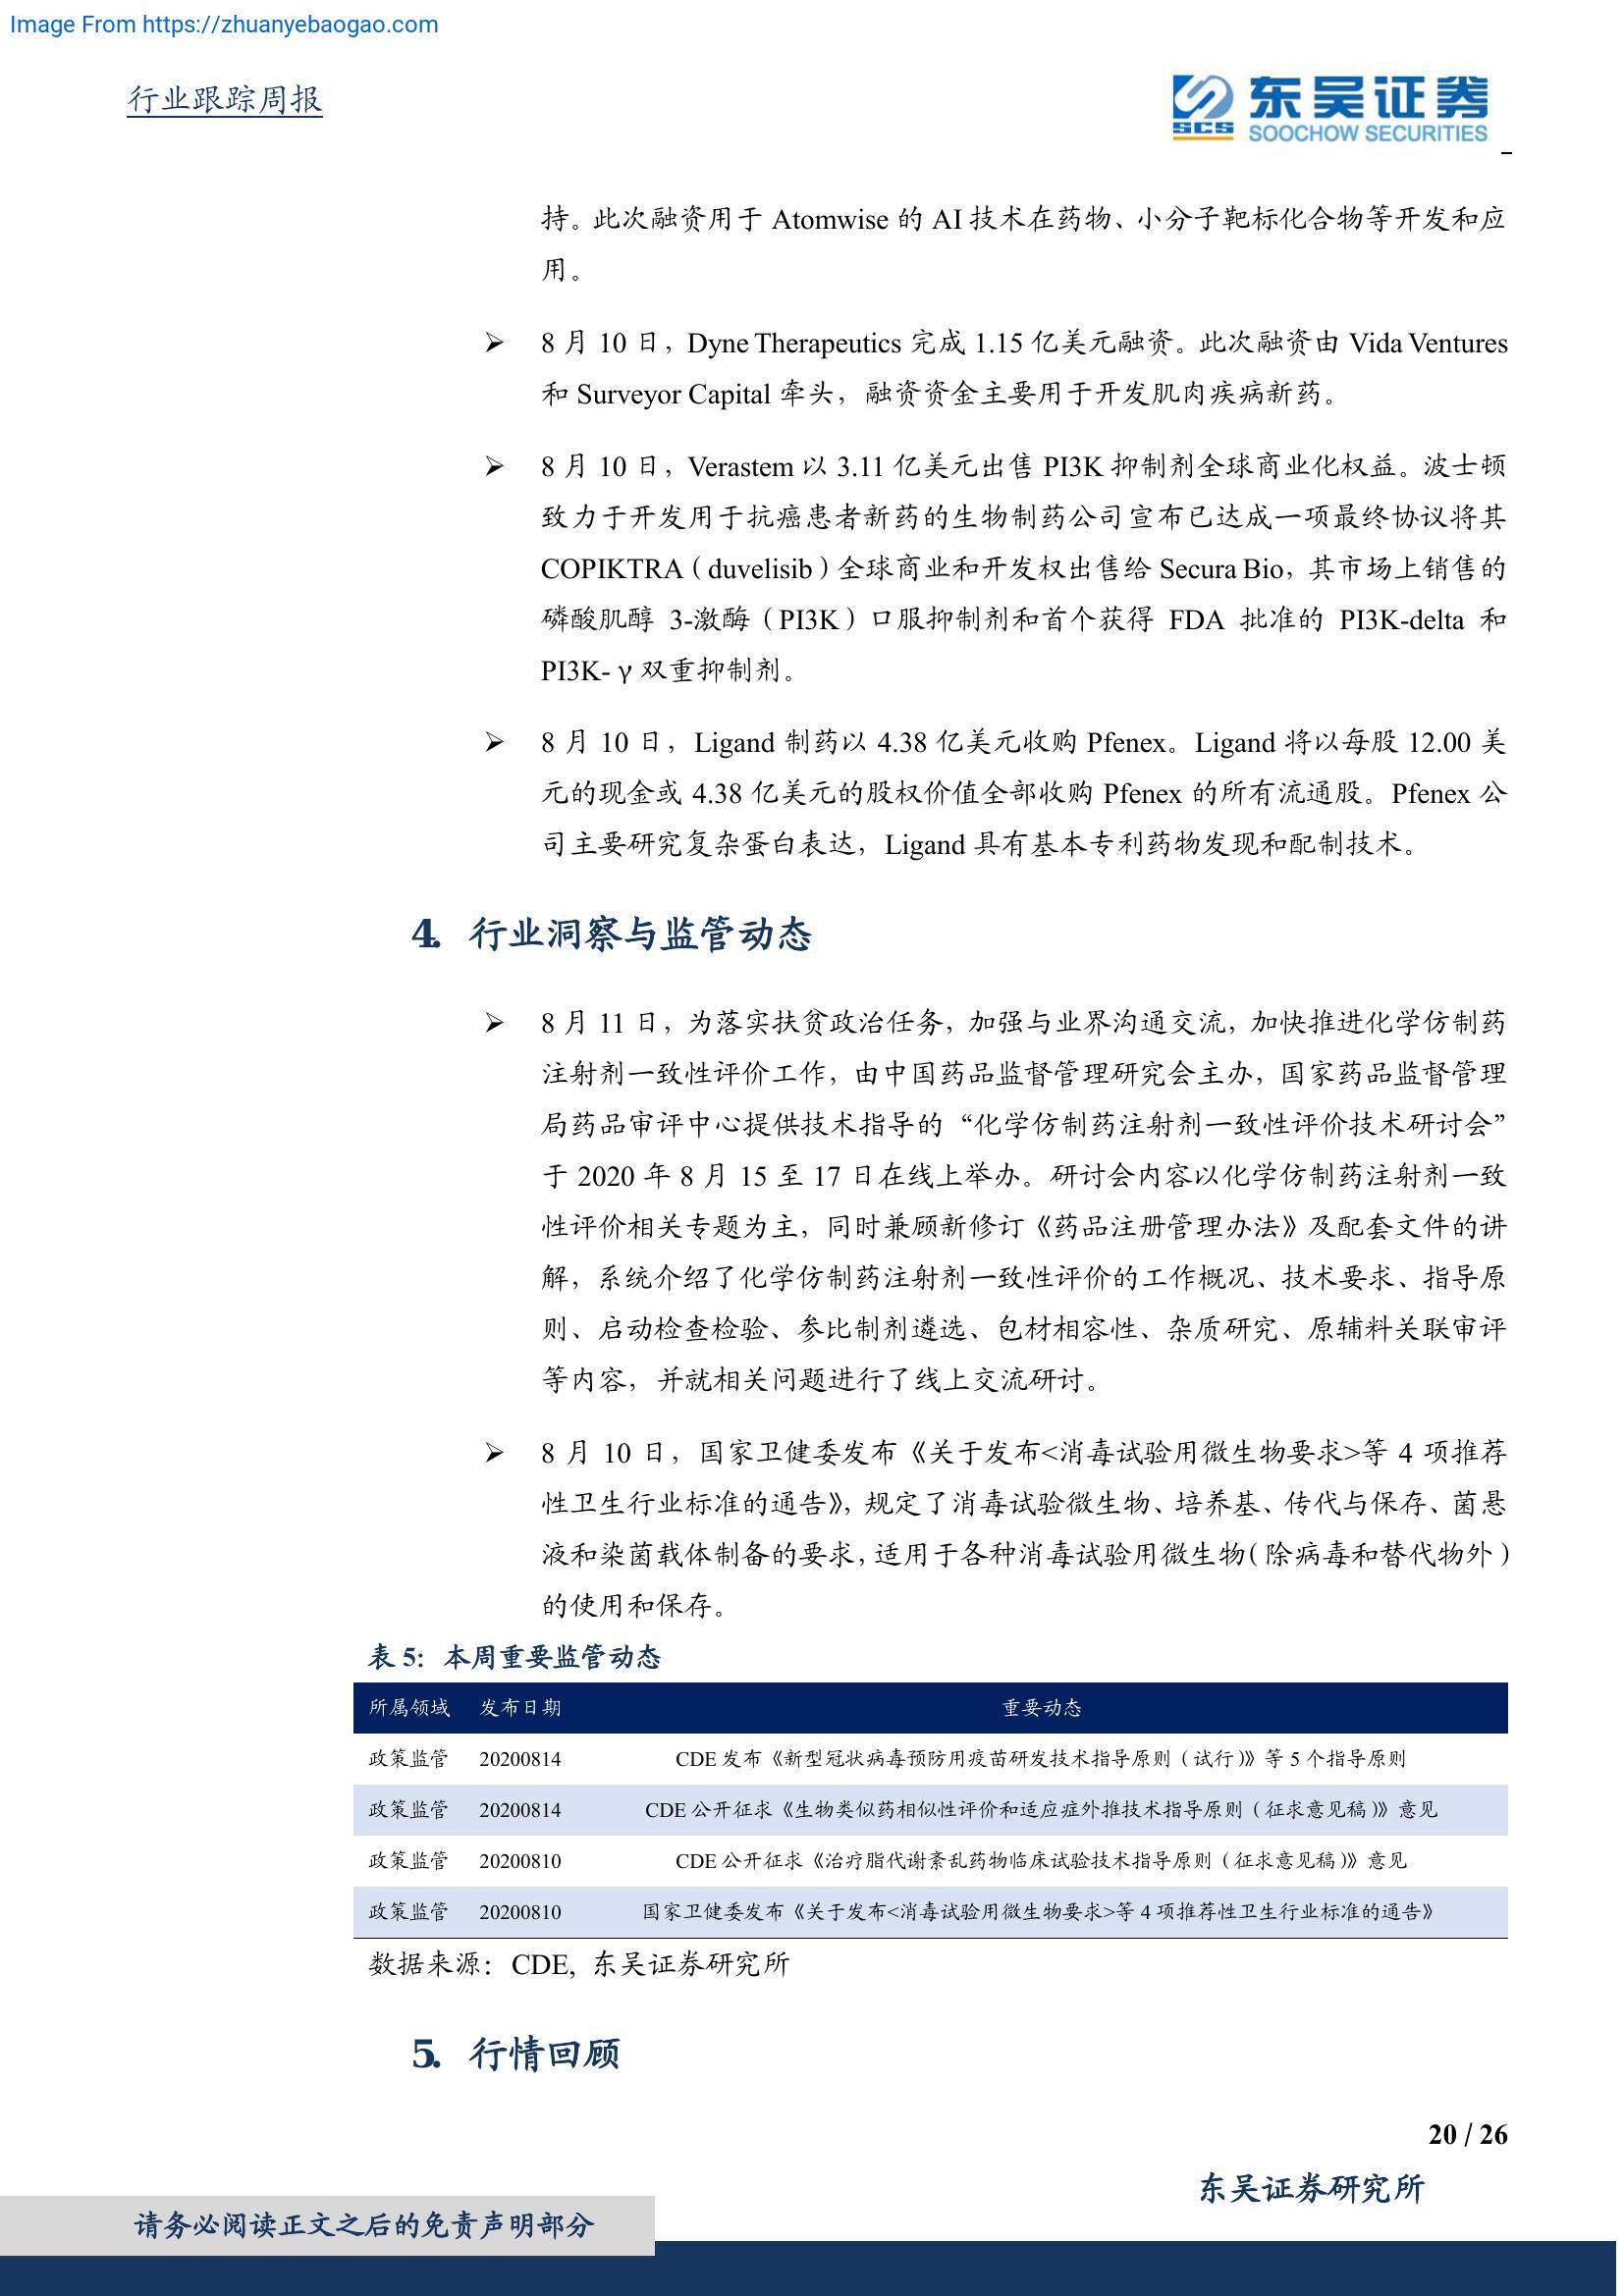 Image From https://zhuanyebaogao.com
行业跟踪周报
东吴证券
SCS
SOOCHOW SECURITIES
持。此次融资用于 Atomwise 的 AI 技术在药物、小分子靶标化合物等开发和应
用。
➢ 8 月 10 日，Dyne Therapeutics 完成 1.15 亿美元融资。此次融资由 Vida Ventures
和 Surveyor Capital 牵头，融资资金主要用于开发肌肉疾病新药。
➢ 8 月 10 日，Verastem 以 3.11 亿美元出售 PI3K 抑制剂全球商业化权益。波士顿
致力于开发用于抗癌患者新药的生物制药公司宣布已达成一项最终协议将其
COPIKTRA（duvelisib）全球商业和开发权出售给 Secura Bio，其市场上销售的
磷酸肌醇 3-激酶（PI3K）口服抑制剂和首个获得 FDA 批准的 PI3K-delta 和
PI3K-γ双重抑制剂。
➢ 8 月 10 日，Ligand 制药以 4.38 亿美元收购 Pfenex。Ligand 将以每股 12.00 美
元的现金或 4.38 亿美元的股权价值全部收购 Pfenex 的所有流通股。Pfenex 公
司主要研究复杂蛋白表达，Ligand 具有基本专利药物发现和配制技术。
4. 行业洞察与监管动态
➢ 8 月 11 日，为落实扶贫政治任务，加强与业界沟通交流，加快推进化学仿制药
注射剂一致性评价工作，由中国药品监督管理研究会主办，国家药品监督管理
局药品审评中心提供技术指导的“化学仿制药注射剂一致性评价技术研讨会”
于 2020 年 8 月 15 至 17 日在线上举办。研讨会内容以化学仿制药注射剂一致
性评价相关专题为主，同时兼顾新修订《药品注册管理办法》及配套文件的讲
解，系统介绍了化学仿制药注射剂一致性评价的工作概况、技术要求、指导原
则、启动检查检验、参比制剂遴选、包材相容性、杂质研究、原辅料关联审评
等内容，并就相关问题进行了线上交流研讨。
➢ 8 月 10 日，国家卫健委发布《关于发布<消毒试验用微生物要求>等 4 项推荐
性卫生行业标准的通告》，规定了消毒试验微生物、培养基、传代与保存、菌悬
液和染菌载体制备的要求，适用于各种消毒试验用微生物（除病毒和替代物外）
的使用和保存。
表 5: 本周重要监管动态
所属领域 发布日期 重要动态
政策监管 20200814 CDE 发布《新型冠状病毒预防用疫苗研发技术指导原则（试行）》等 5 个指导原则
政策监管 20200814 CDE 公开征求《生物类似药相似性评价和适应症外推技术指导原则（征求意见稿）》意见
政策监管 20200810 CDE 公开征求《治疗脂代谢紊乱药物临床试验技术指导原则（征求意见稿）》意见
政策监管 20200810 国家卫健委发布《关于发布<消毒试验用微生物要求>等 4 项推荐性卫生行业标准的通告》
数据来源：CDE, 东吴证券研究所
5. 行情回顾
20 / 26
东吴证券研究所
请务必阅读正文之后的免责声明部分